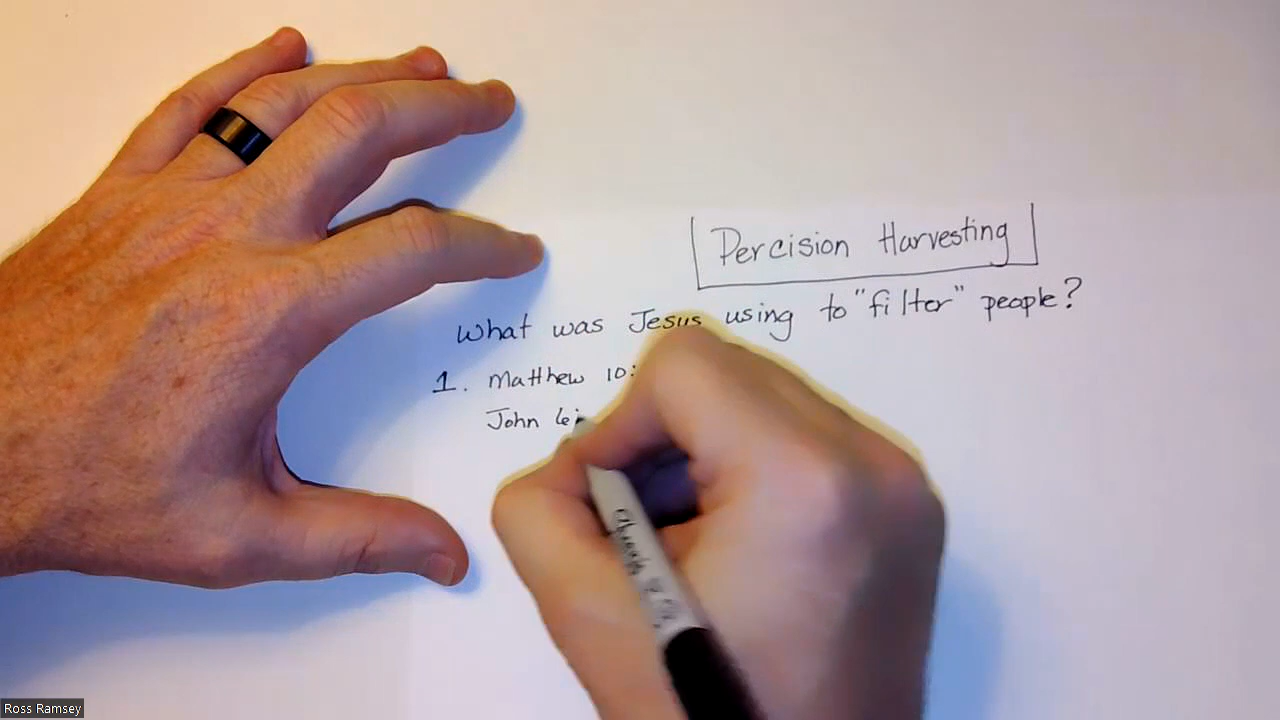 Percision Harvesting
What was Jesus using to "filter" people?
1. Matthew 10:
John 6:
Ross Ramsey